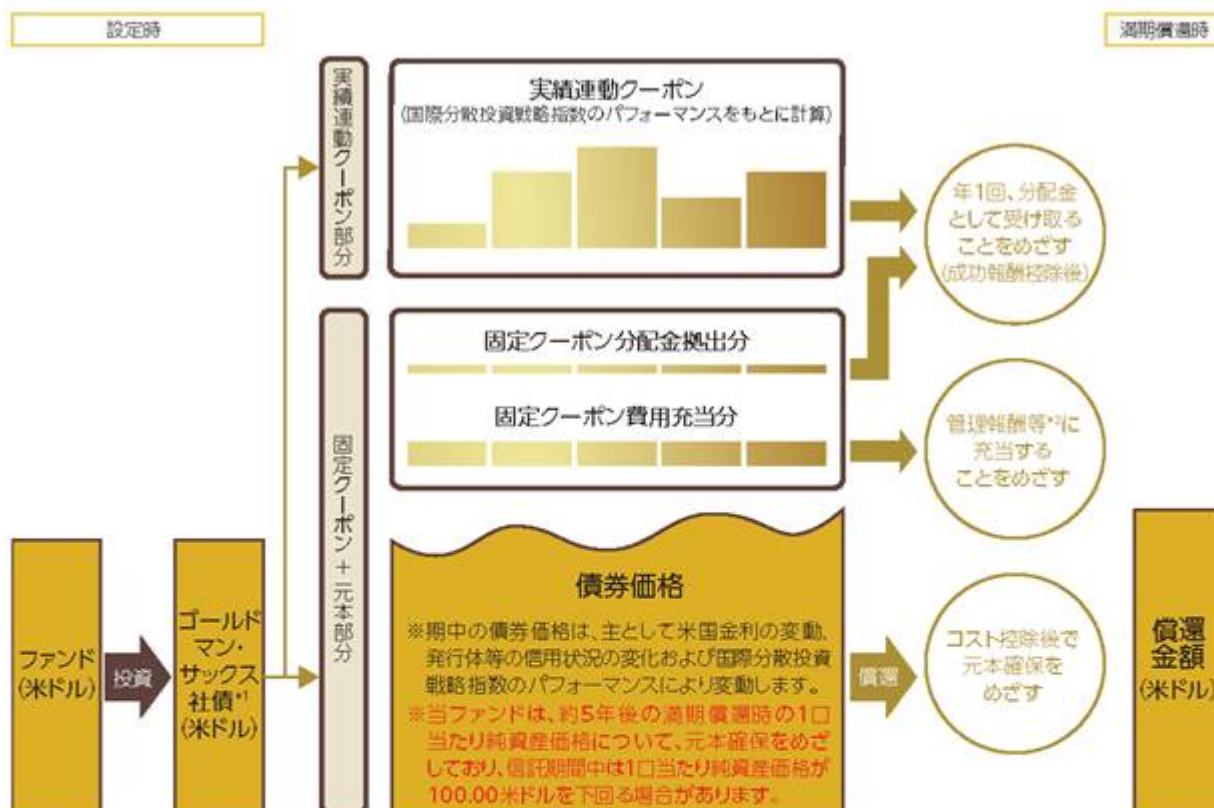 設定時
満期償還時
実績連動クーポン部分
実績連動クーポン
(国際分散投資戦略指数のパフォーマンスをもとに計算)
年1回、分配金
として受け取る
ことをめざす
(成功報酬控除後)
固定クーポン+元本部分
固定クーポン分配金拠出分
固定クーポン費用充当分
管理報酬等*2に
充当する
ことをめざす
ファンド
(米ドル)
投資
ゴールド
マン・
サックス
社債*1
(米ドル)
債券価格
※期中の債券価格は、主として米国金利の変動、
発行体等の信用状況の変化および国際分散投資
戦略指数のパフォーマンスにより変動します。
※当ファンドは、約5年後の満期償還時の1口
当たり純資産価格について、元本確保をめざ
しており、信託期間中は1口当たり純資産価格が
100.00米ドルを下回る場合があります。
償還
コスト控除後で
元本確保を
めざす
償還
金額
(米ドル)